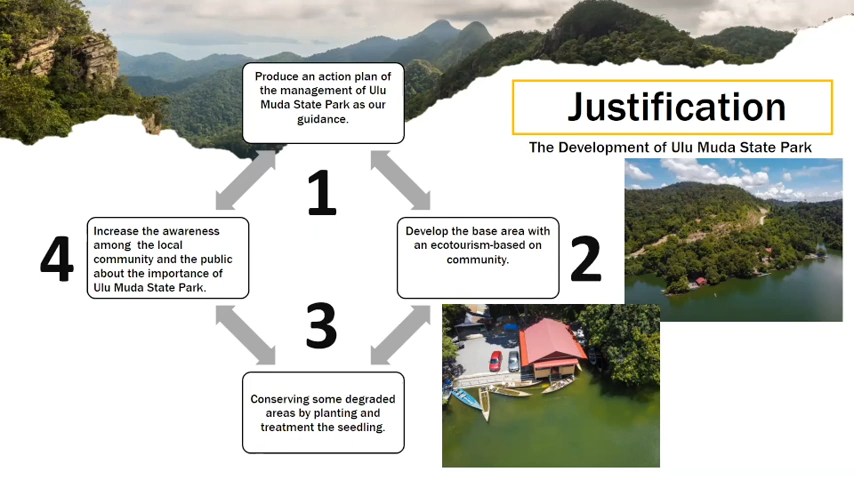 Justification
The Development of Ulu Muda State Park
Produce an action plan of
the management of Ulu
Muda State Park as our
guidance.
1
Develop the base area with
an ecotourism-based on
community.
2
3
Conserving some degraded
areas by planting and
treatment the seedling.
4
Increase the awareness
among the local
community and the public
about the importance of
Ulu Muda State Park.